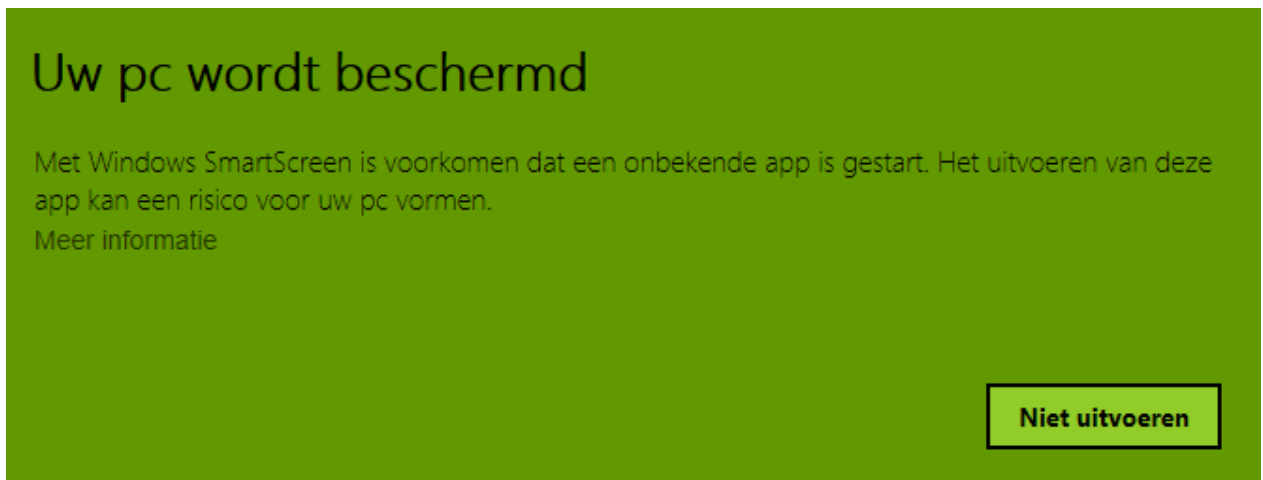 Uw pc wordt beschermd
Met Windows SmartScreen is voorkomen dat een onbekende app is gestart. Het uitvoeren van deze
app kan een risico voor uw pc vormen.
Meer informatie
Niet uitvoeren